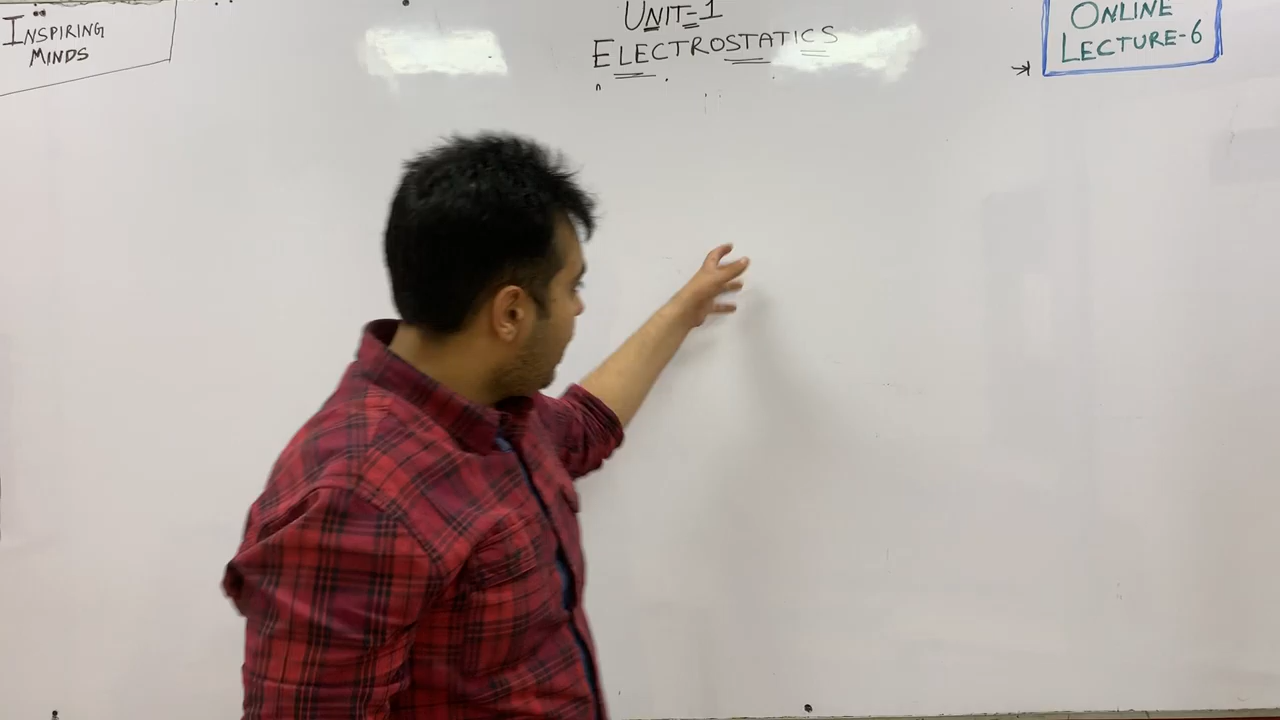 INSPIRING
MINDS
UNIT-1
ELECTROSTATICS
ONLINE
LECTURE-6